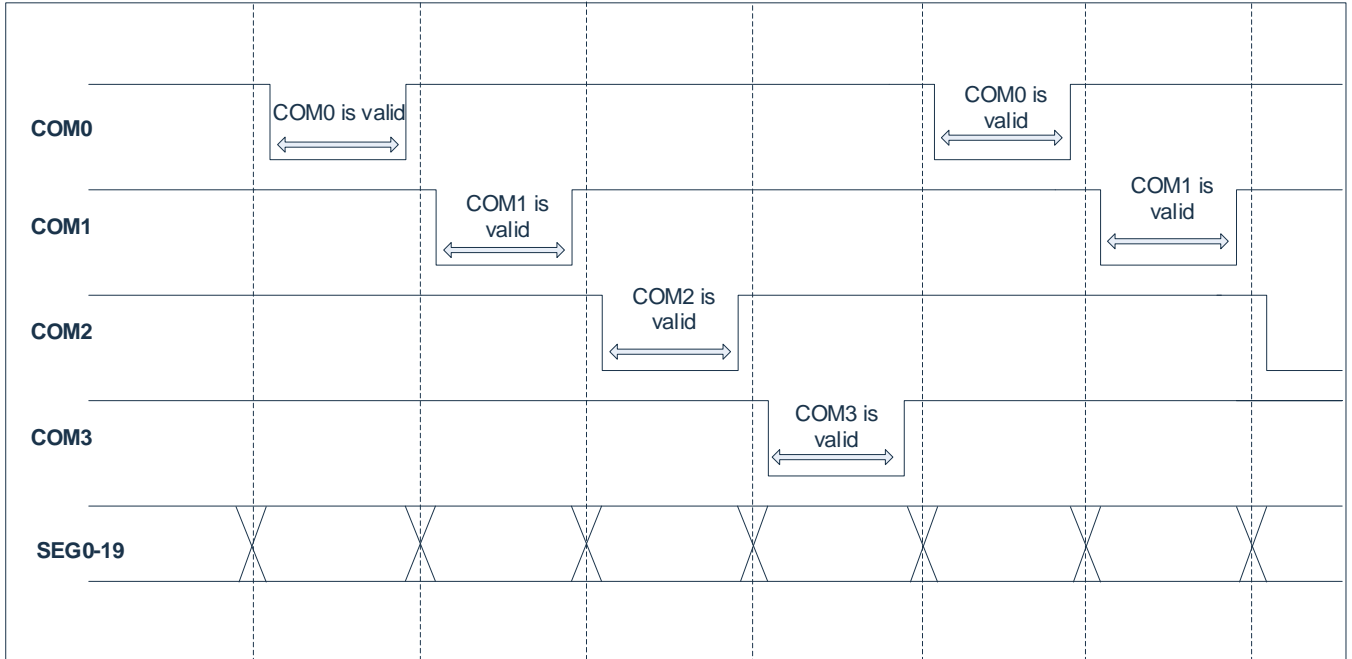 COM0 is valid
COM0 is
valid
COM0
COM1 is
valid
COM1 is
valid
COM1
COM2 is
valid
COM2
COM3 is
valid
COM3
SEG0-19